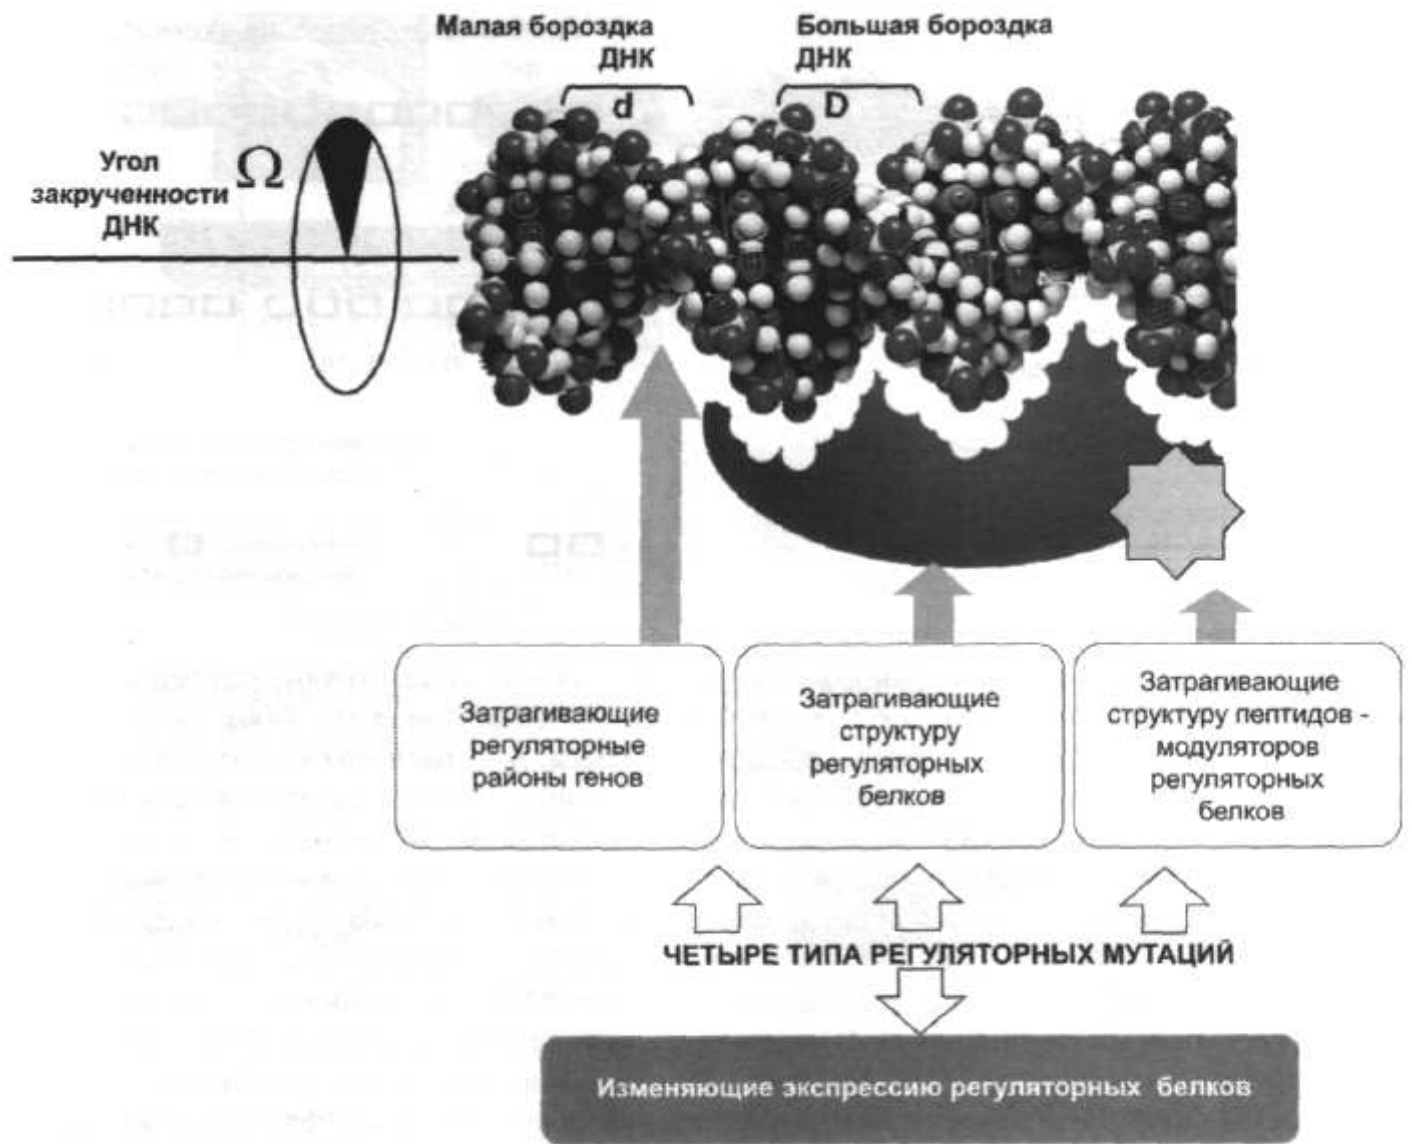 Малая бороздка
ДНК
d
Большая бороздка
ДНК
D
Угол
закрученности
ДНК
Ω
Затрагивающие
регуляторные
районы генов
Затрагивающие
структуру
регуляторных
белков
Затрагивающие
структуру пептидов -
модуляторов
регуляторных
белков
ЧЕТЫРЕ ТИПА РЕГУЛЯТОРНЫХ МУТАЦИЙ
Изменяющие экспрессию регуляторных белков